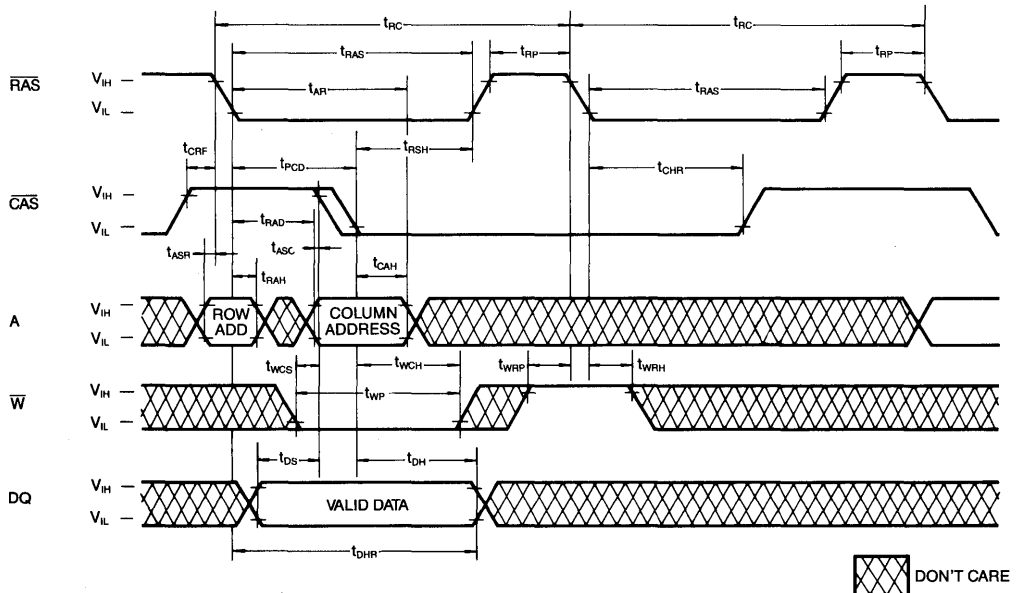 tRC tRC
tRAS tRP tRP
RAS VIH
tAR tRAS
VIL
tCRF tPCD tRSH tCHR
CAS VIH
VIL
tRAD
tASR tASC
tRAH tCAH
A VIH
ROW ADD COLUMN ADDRESS
VIL
tWCS tWCH tWRP tWRH
W VIH
tWP
VIL
tDS tDH
DQ VIH
VALID DATA
VIL
tDHR
DON'T CARE